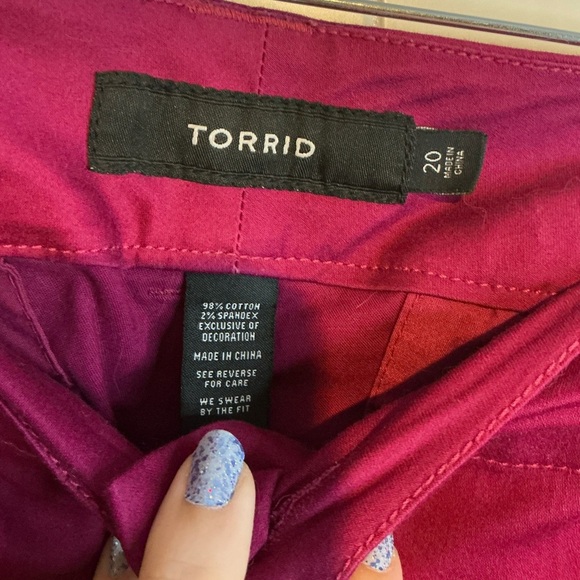 TORRID
20
MADE IN
CHINA
98% COTTON
2% SPANDEX
EXCLUSIVE OF
DECORATION
MADE IN CHINA
SEE REVERSE
FOR CARE
WE SWEAR
BY THE FIT